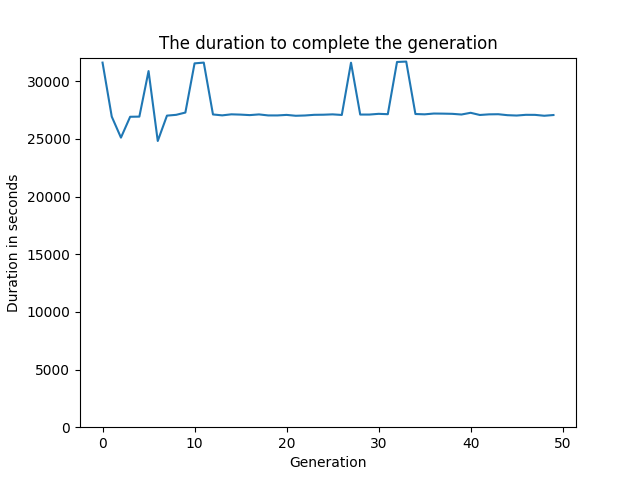 The duration to complete the generation
30000
25000
20000
15000
10000
5000
0
Duration in seconds
0 10 20 30 40 50
Generation